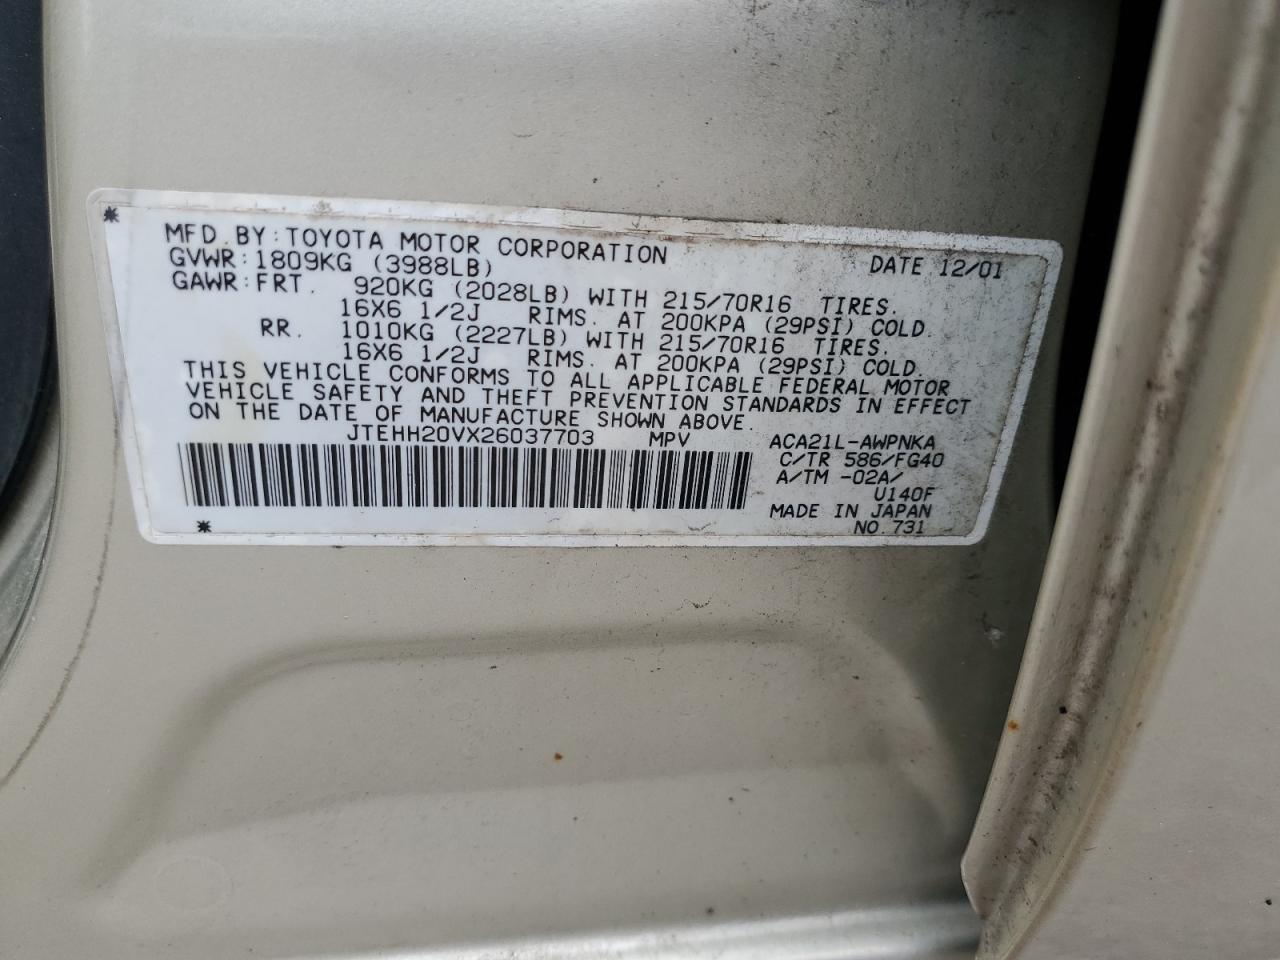 MFD. BY: TOYOTA MOTOR CORPORATION DATE 12/01
GVWR: 1809KG (3988LB)
GAWR: FRT. 920KG (2028LB) WITH 215/70R16 TIRES.
16X6 1/2J RIMS. AT 200KPA (29PSI) COLD.
RR. 1010KG (2227LB) WITH 215/70R16 TIRES.
16X6 1/2J RIMS. AT 200KPA (29PSI) COLD.
THIS VEHICLE CONFORMS TO ALL APPLICABLE FEDERAL MOTOR
VEHICLE SAFETY AND THEFT PREVENTION STANDARDS IN EFFECT
ON THE DATE OF MANUFACTURE SHOWN ABOVE.
JTEHH20VX26037703 MPV ACA21L-AWPNKA
C/TR 586/FG40
A/TM -02A/
U140F
MADE IN JAPAN
NO.731